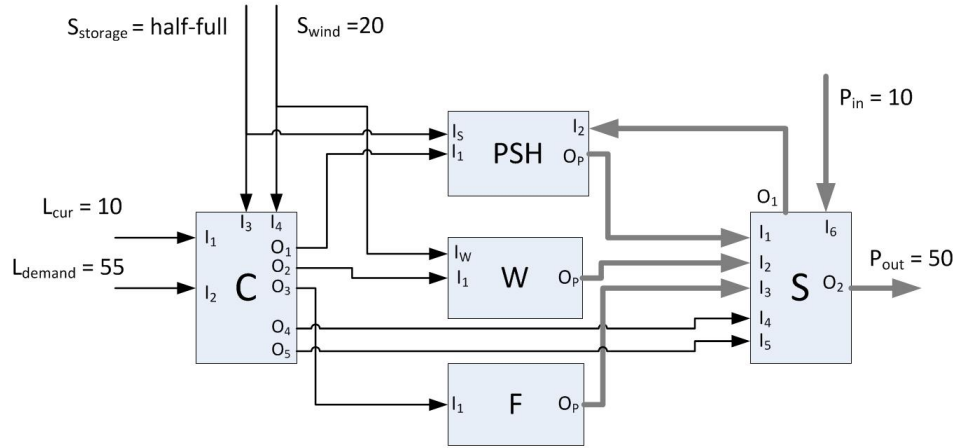 S_storage = half-full
S_wind =20
P_in = 10
I_S
I_1
PSH
I_2
O_P
L_cur = 10
L_demand = 55
I_3
I_4
I_1
I_2
C
O_1
O_2
O_3
O_4
O_5
I_W
I_1
W
O_P
I_1
F
O_P
O_1
I_6
I_1
I_2
I_3
I_4
I_5
S
O_2
P_out = 50